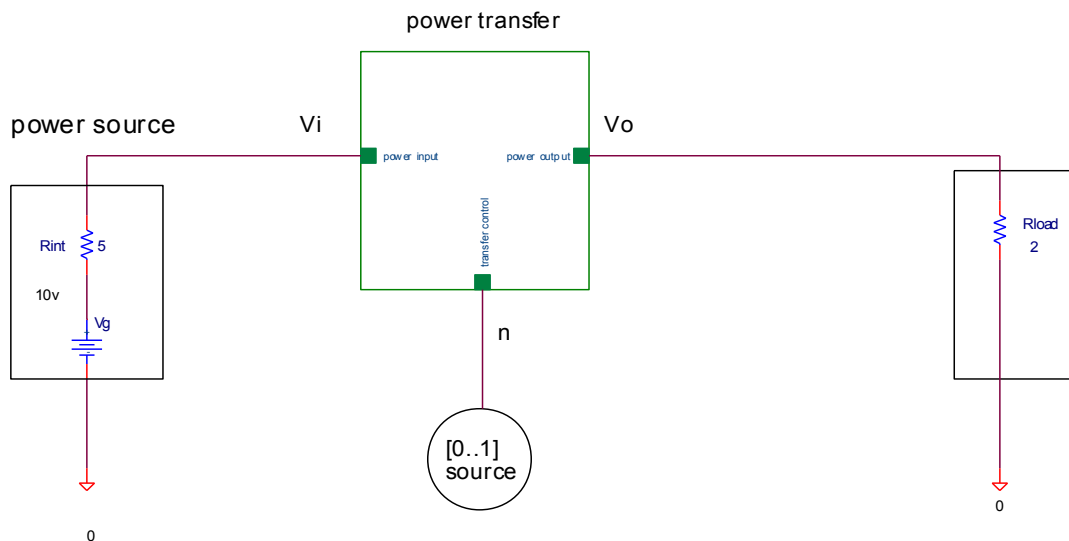 power transfer
power source
Vi
Vo
power input
power output
transfer control
Rint
5
Rload
2
10v
Vg
+
-
n
[0..1]
source
0
0